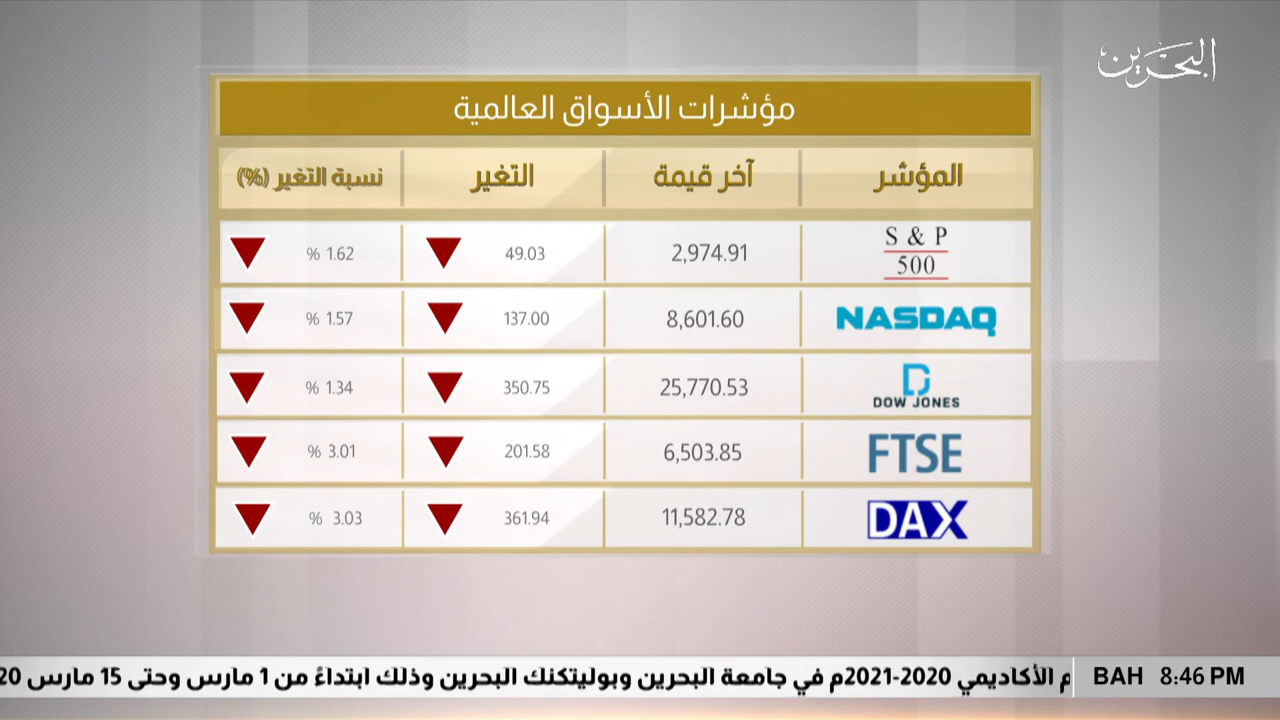 البحرين
مؤشرات الأسواق العالمية
المؤشر آخر قيمة التغير نسبة التغير (%)
S & P 500 2,974.91 49.03 % 1.62
NASDAQ 8,601.60 137.00 % 1.57
DOW JONES 25,770.53 350.75 % 1.34
FTSE 6,503.85 201.58 % 3.01
DAX 11,582.78 361.94 % 3.03
BAH 8:46 PM
م الأكاديمي 2020-2021م في جامعة البحرين وبوليتكنك البحرين وذلك ابتداءً من 1 مارس وحتى 15 مارس 20